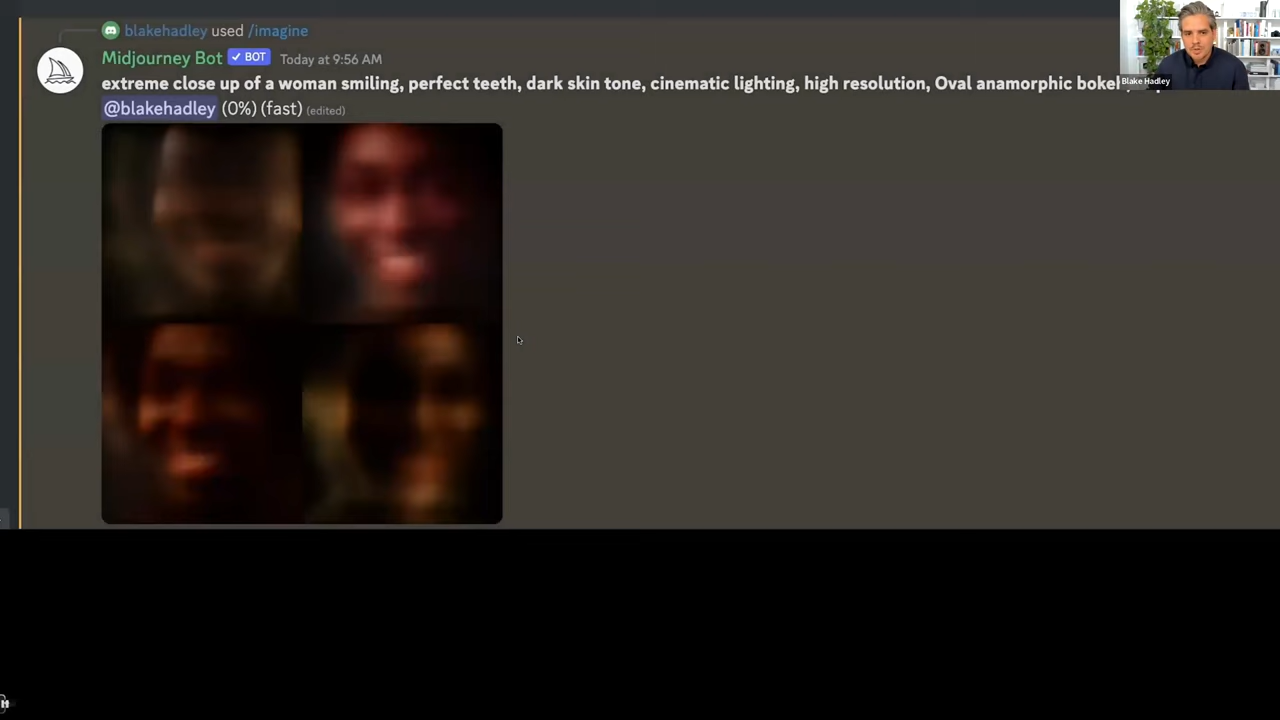 blakehadley used /imagine
Midjourney Bot ✓ BOT Today at 9:56 AM
extreme close up of a woman smiling, perfect teeth, dark skin tone, cinematic lighting, high resolution, Oval anamorphic bokeh,
@blakehadley (0%) (fast) (edited)
Blake Hadley